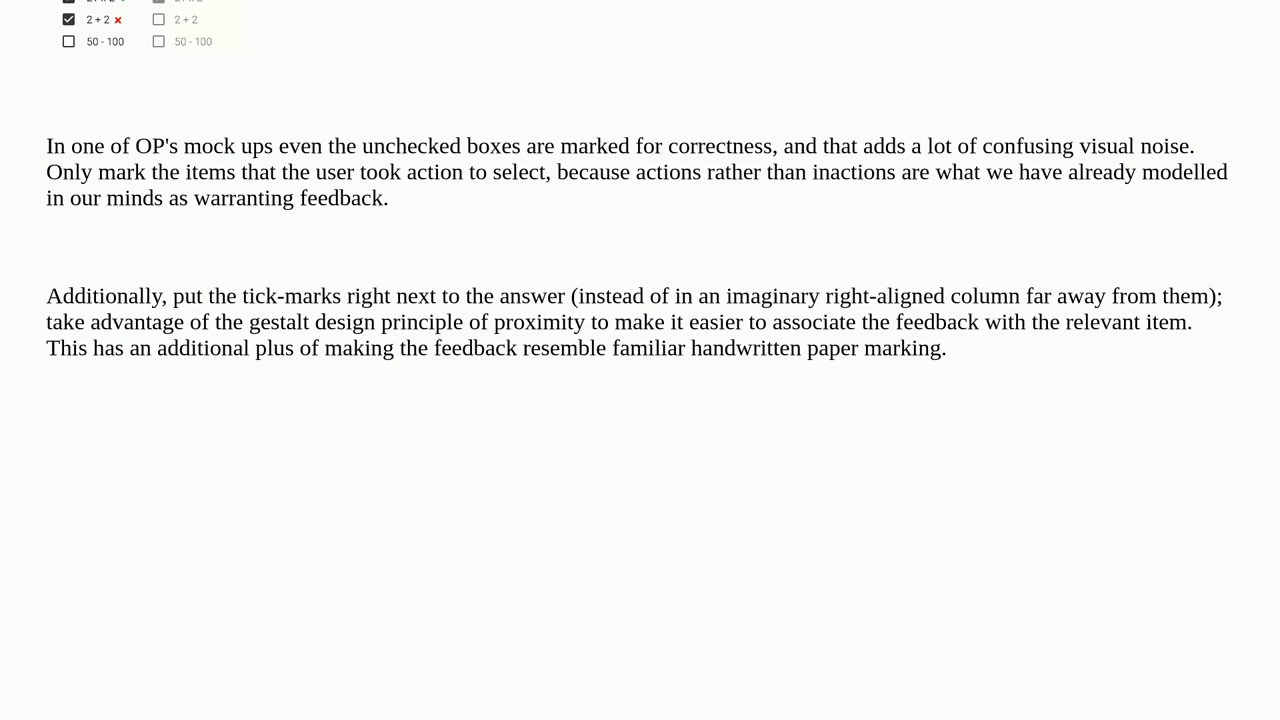 2 + 2 2 + 2
50 - 100 50 - 100
In one of OP's mock ups even the unchecked boxes are marked for correctness, and that adds a lot of confusing visual noise.
Only mark the items that the user took action to select, because actions rather than inactions are what we have already modelled
in our minds as warranting feedback.
Additionally, put the tick-marks right next to the answer (instead of in an imaginary right-aligned column far away from them);
take advantage of the gestalt design principle of proximity to make it easier to associate the feedback with the relevant item.
This has an additional plus of making the feedback resemble familiar handwritten paper marking.